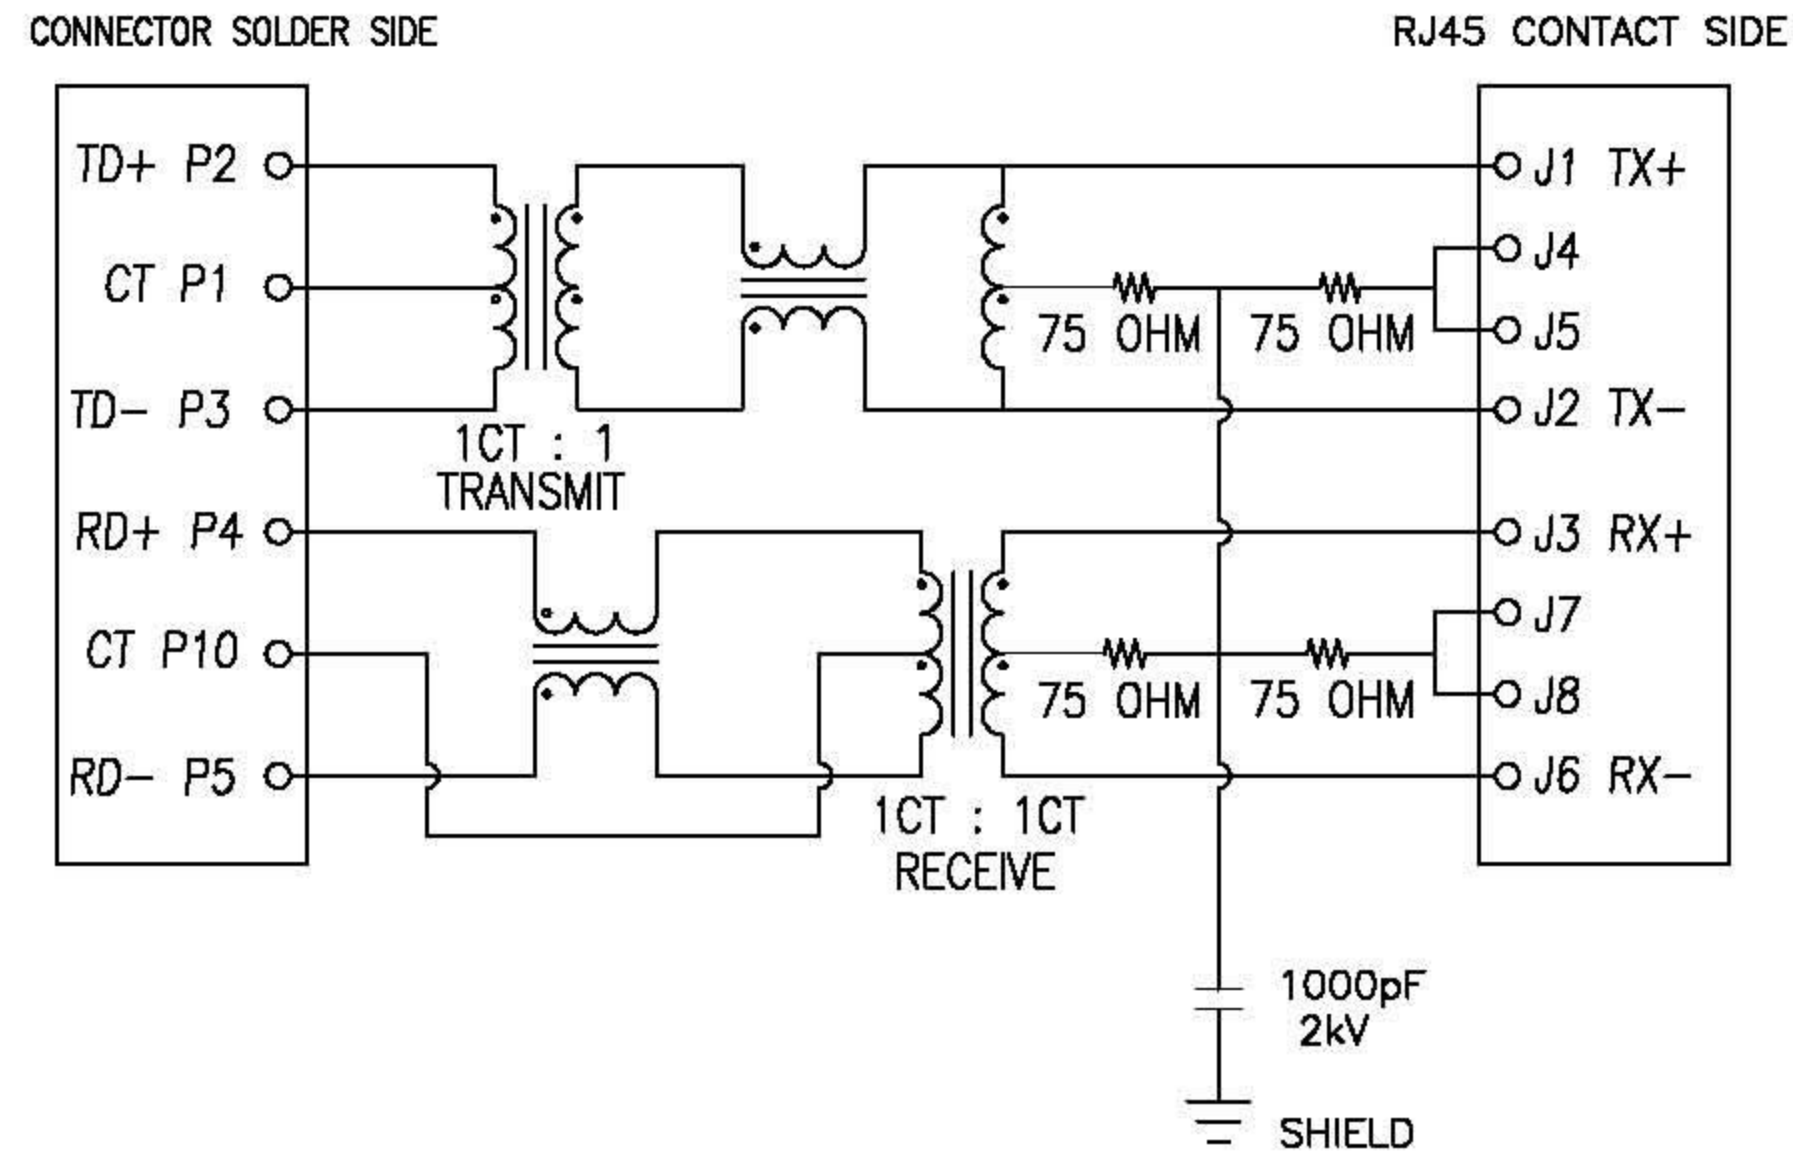 CONNECTOR SOLDER SIDE
RJ45 CONTACT SIDE
TD+ P2
J1 TX+
J4
CT P1
75 OHM
75 OHM
J5
TD- P3
J2 TX-
1CT : 1
TRANSMIT
RD+ P4
J3 RX+
J7
CT P10
75 OHM
75 OHM
J8
RD- P5
J6 RX-
1CT : 1CT
RECEIVE
1000pF
2kV
SHIELD